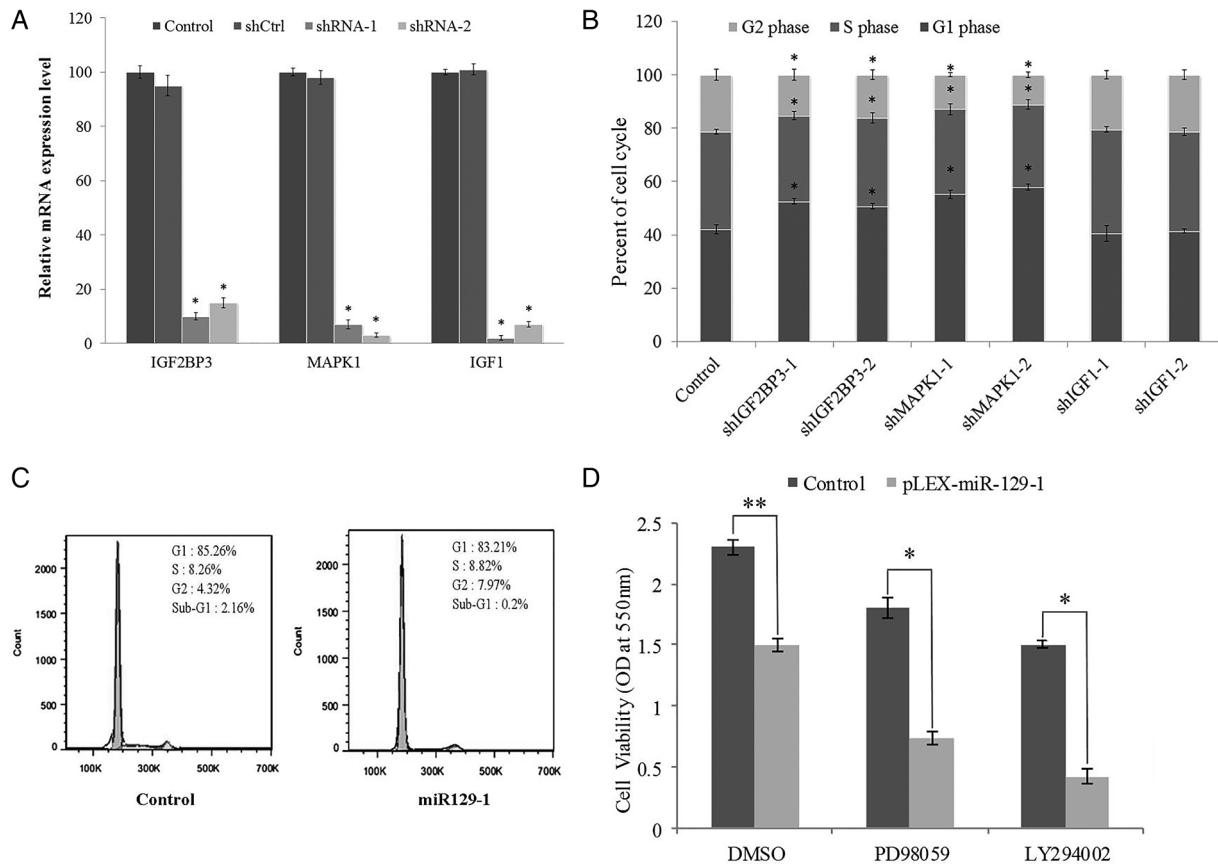 A
Control shCtrl shRNA-1 shRNA-2
Relative mRNA expression level
120
100
80
60
40
20
0
* * * * * *
IGF2BP3 MAPK1 IGF1
B
G2 phase S phase G1 phase
Percent of cell cycle
120
100
80
60
40
20
0
* * * *
* * * *
* * * *
Control shIGF2BP3-1 shIGF2BP3-2 shMAPK1-1 shMAPK1-2 shIGF1-1 shIGF1-2
C
Count
2000
1500
1000
500
0
G1 : 85.26%
S : 8.26%
G2 : 4.32%
Sub-G1 : 2.16%
100K 300K 500K 700K
Control
Count
2000
1500
1000
500
0
G1 : 83.21%
S : 8.82%
G2 : 7.97%
Sub-G1 : 0.2%
100K 300K 500K 700K
miR129-1
D
Control pLEX-miR-129-1
Cell Viability (OD at 550nm)
2.5
2
1.5
1
0.5
0
** * *
DMSO PD98059 LY294002